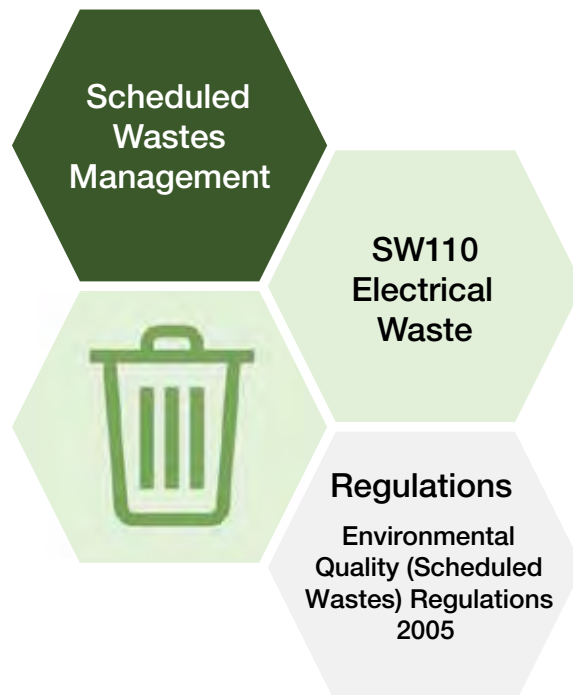 Scheduled
Wastes
Management
SW110
Electrical
Waste
Regulations
Environmental
Quality (Scheduled
Wastes) Regulations
2005